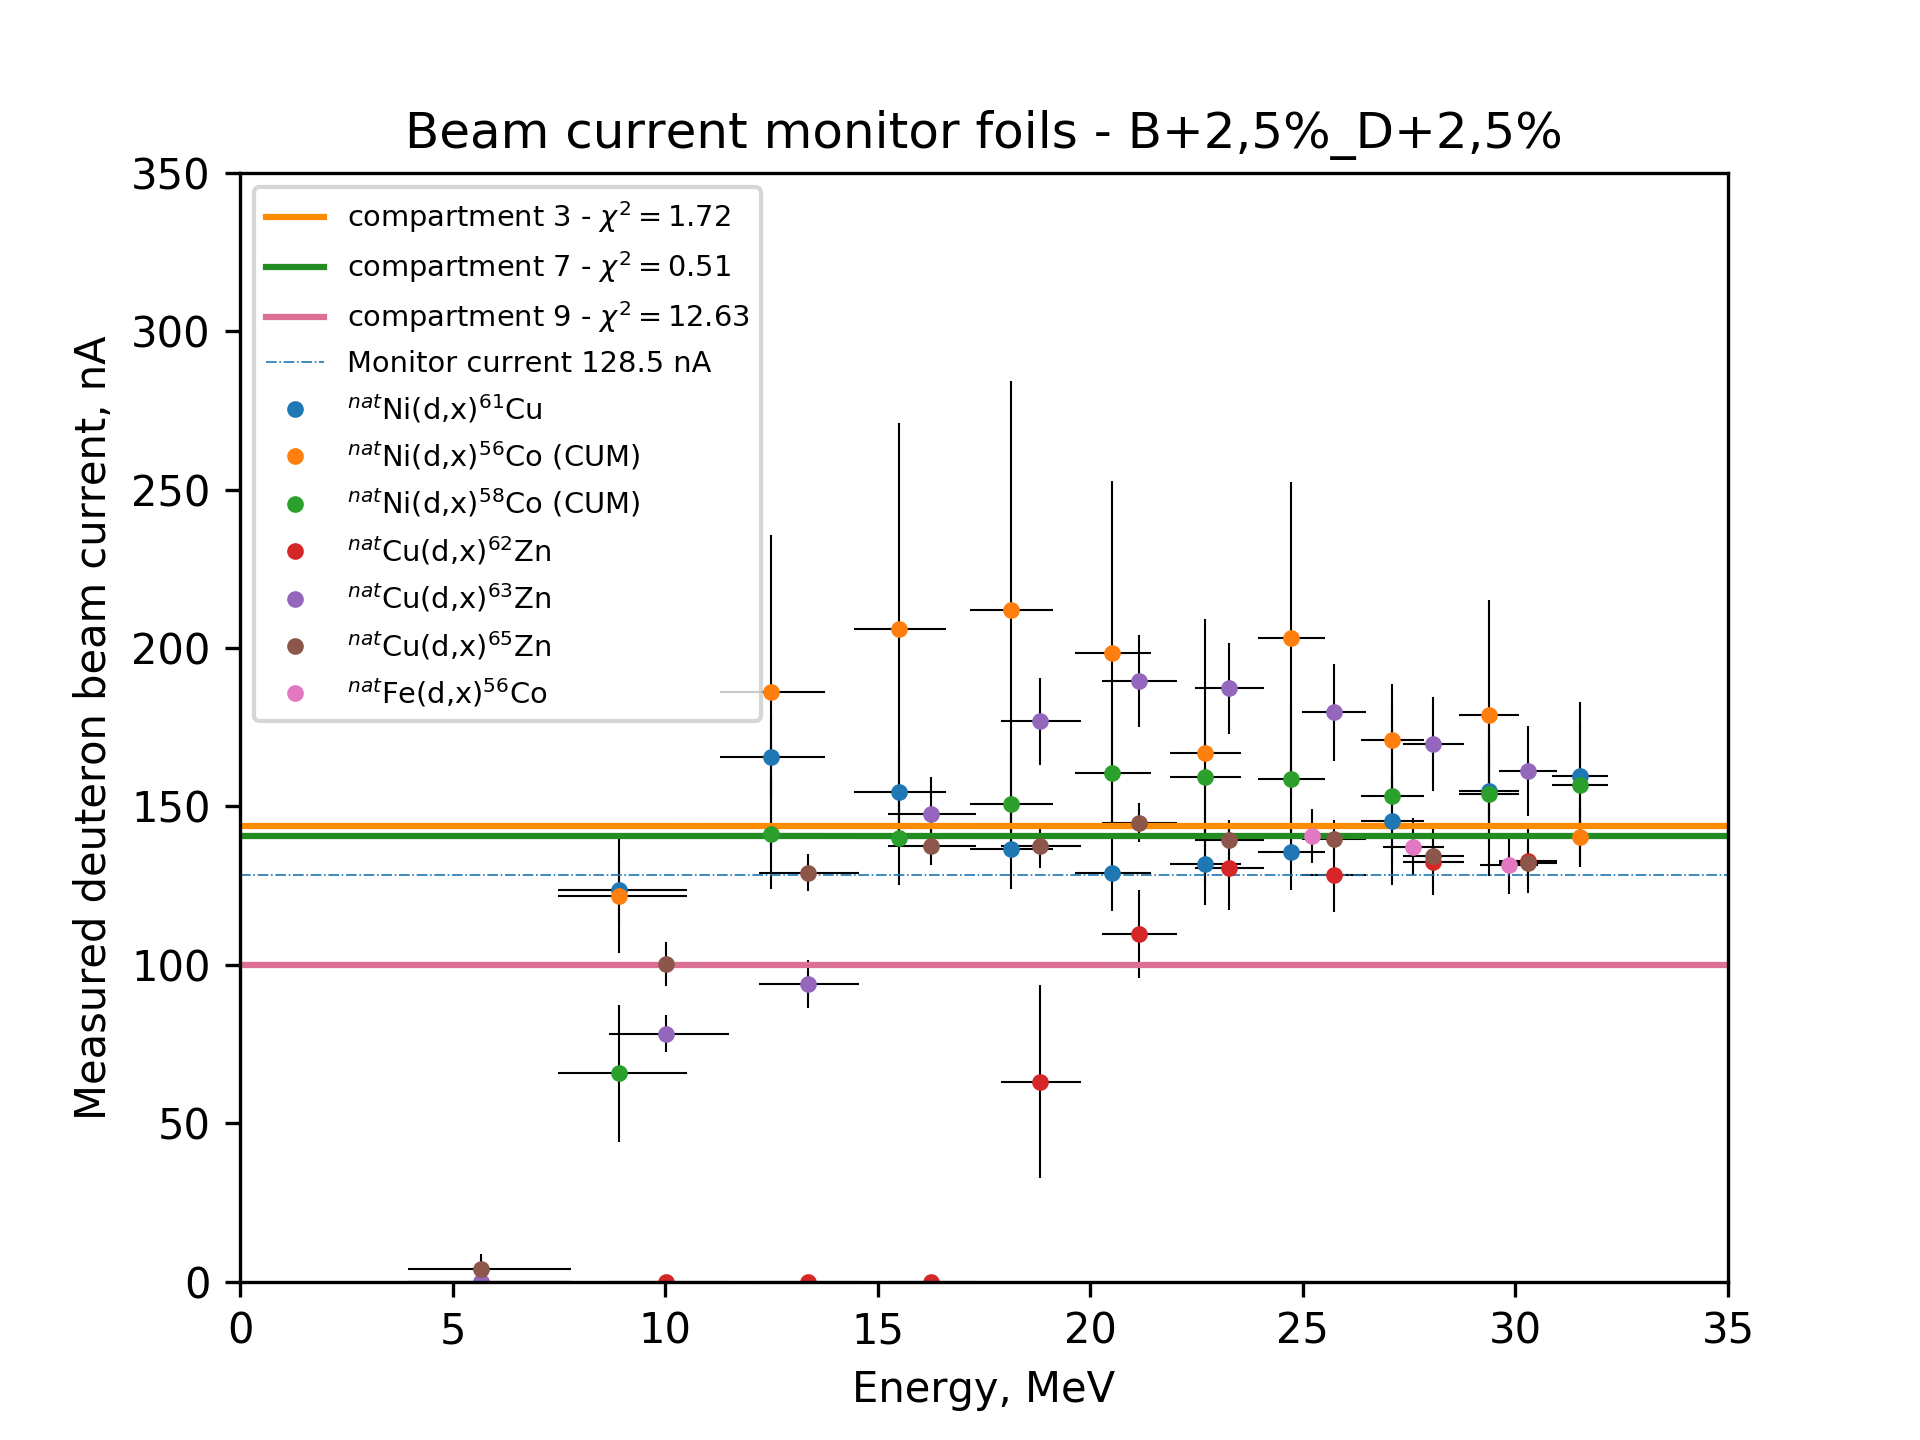 Beam current monitor foils - B+2,5%_D+2,5%
350
300
250
200
150
100
50
0
Measured deuteron beam current, nA
compartment 3 - χ² = 1.72
compartment 7 - χ² = 0.51
compartment 9 - χ² = 12.63
Monitor current 128.5 nA
ⁿᵃᵗNi(d,x)⁶¹Cu
ⁿᵃᵗNi(d,x)⁵⁶Co (CUM)
ⁿᵃᵗNi(d,x)⁵⁸Co (CUM)
ⁿᵃᵗCu(d,x)⁶²Zn
ⁿᵃᵗCu(d,x)⁶³Zn
ⁿᵃᵗCu(d,x)⁶⁵Zn
ⁿᵃᵗFe(d,x)⁵⁶Co
0 5 10 15 20 25 30 35
Energy, MeV